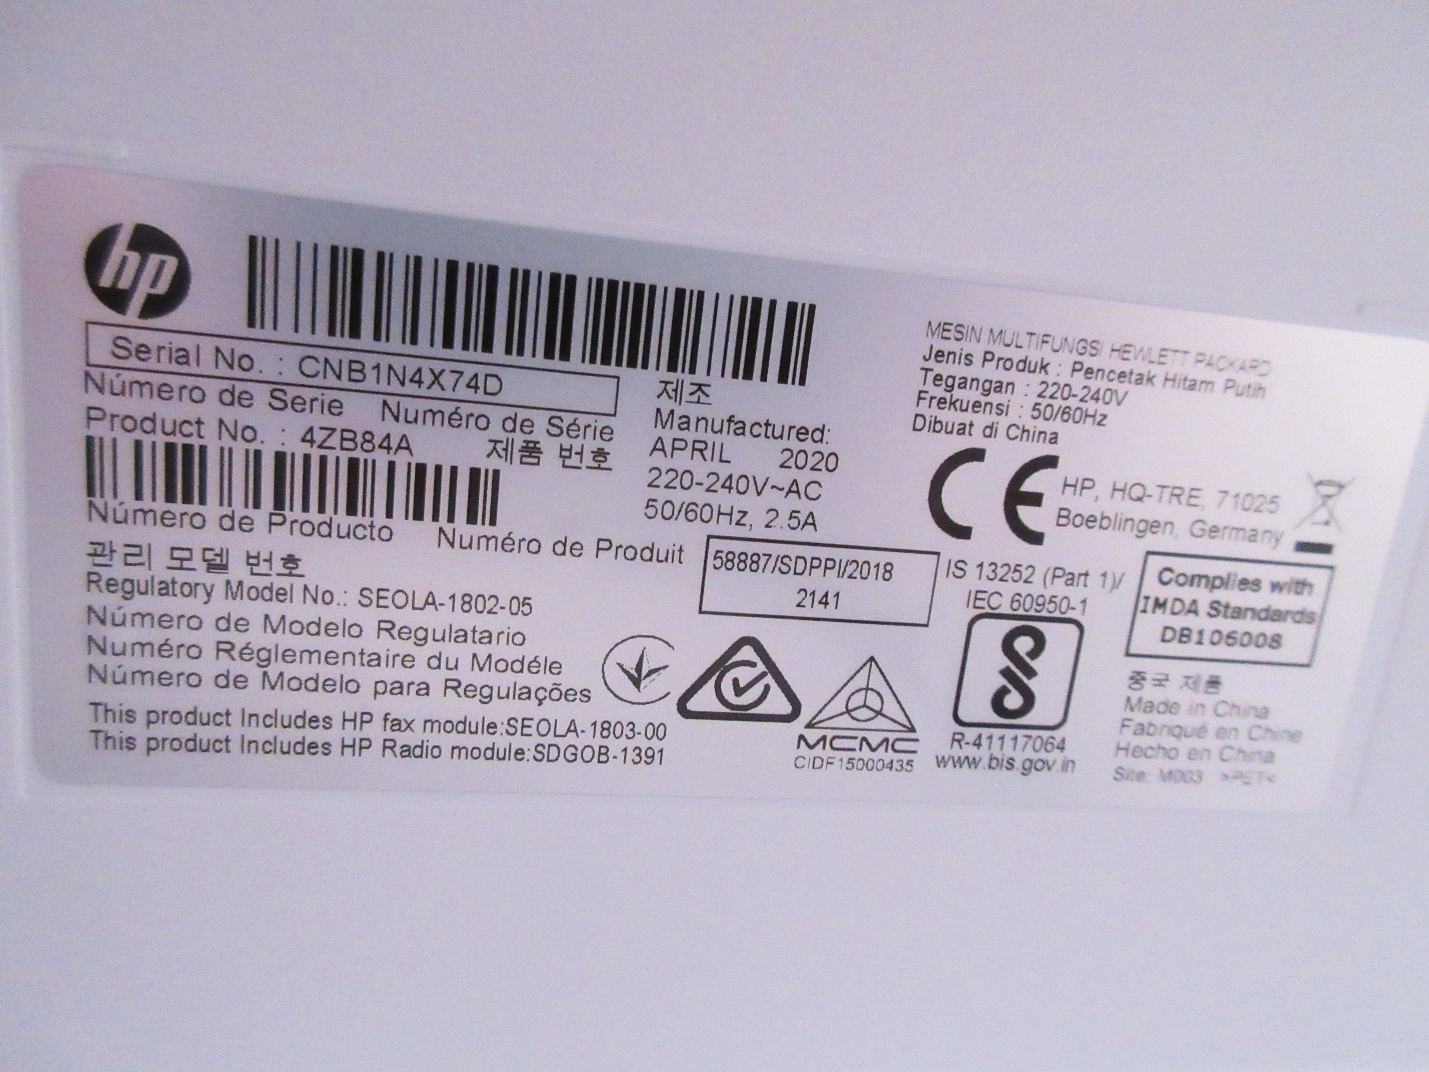 hp
Serial No. : CNB1N4X74D
Número de Serie Numéro de Série
Product No. : 4ZB84A 제품 번호
Número de Producto Numéro de Produit
관리 모델 번호
Regulatory Model No.: SEOLA-1802-05
Número de Modelo Regulatario
Numéro Réglementaire du Modéle
Número de Modelo para Regulações
This product Includes HP fax module:SEOLA-1803-00
This product Includes HP Radio module:SDGOB-1391
제조
Manufactured:
APRIL 2020
220-240V~AC
50/60Hz, 2.5A
58887/SDPPI/2018
2141
MESIN MULTIFUNGSI HEWLETT PACKARD
Jenis Produk : Pencetak Hitam Putih
Tegangan : 220-240V
Frekuensi : 50/60Hz
Dibuat di China
CE
HP, HQ-TRE, 71025
Boeblingen, Germany
IS 13252 (Part 1)/
IEC 60950-1
Complies with
IMDA Standards
DB106008
MCMC
CIDF15000435
R-41117064
www.bis.gov.in
중국 제품
Made in China
Fabriqué en Chine
Hecho en China
Site: M003 >PET<